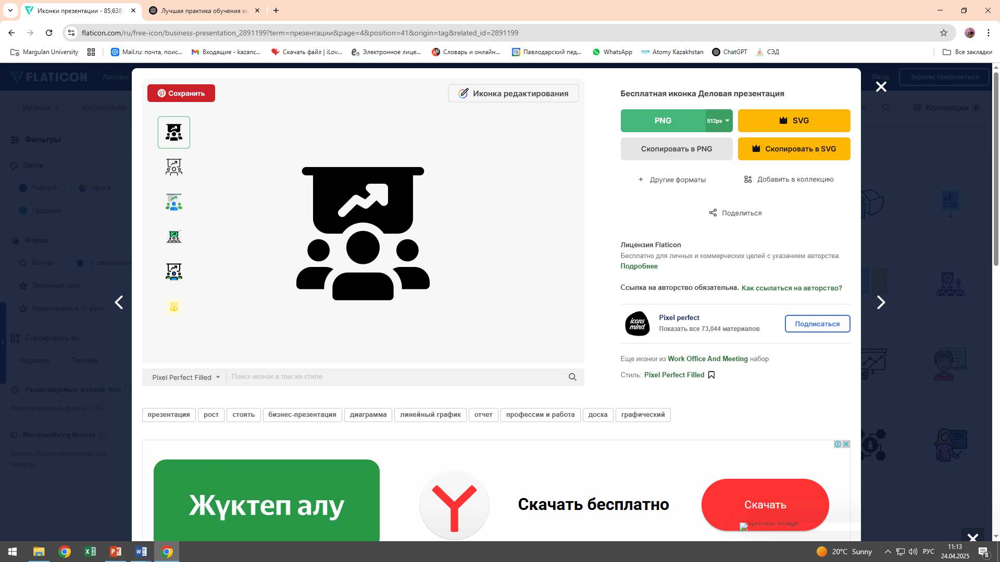 Иконки презентации - 85,638
Лучшая практика обучения хи
flaticon.com/ru/free-icon/business-presentation_2891199?term=презентации&page=4&position=41&origin=tag&related_id=2891199
Margulan University
Mail.ru: почта, поис...
Входящие - kazanc...
Скачать файл | iLov...
Электронное лице...
Словарь и онлайн...
Павлодарский пед...
WhatsApp
Atomy Kazakhstan
ChatGPT
СЭД
Все закладки
FLATICON
Авторы
Вход
Зарегистрироваться
Иконки
презентации
Коллекции 0
Фильтры
Цвета
Черный
Цвета
Градиент
Форма
Контур
С заполнение
Линейный цвет
Нарисованные от руки
Сортировать по
Недавнее
Trending
Редактируемые штрихи New
Нерасширенные файлы SVG
Merchandising license
Иконки, лицензированные для
товаров.
Сохранить
Иконка редактирования
Pixel Perfect Filled
Поиск иконок в том же стиле
Бесплатная иконка Деловая презентация
PNG
512px
SVG
Скопировать в PNG
Скопировать в SVG
+ Другие форматы
Добавить в коллекцию
Поделиться
Лицензия Flaticon
Бесплатно для личных и коммерческих целей с указанием авторства.
Подробнее
Ссылка на авторство обязательна. Как ссылаться на авторство?
icons
mind
Pixel perfect
Показать все 73,044 материалов
Подписаться
Еще иконки из Work Office And Meeting набор
Стиль: Pixel Perfect Filled
презентация
рост
стоять
бизнес-презентация
диаграмма
линейный график
отчет
профессии и работа
доска
графический
Жүктеп алу
Скачать бесплатно
Скачать
sponsor image
20°C Sunny
РУС
11:13
24.04.2025
8